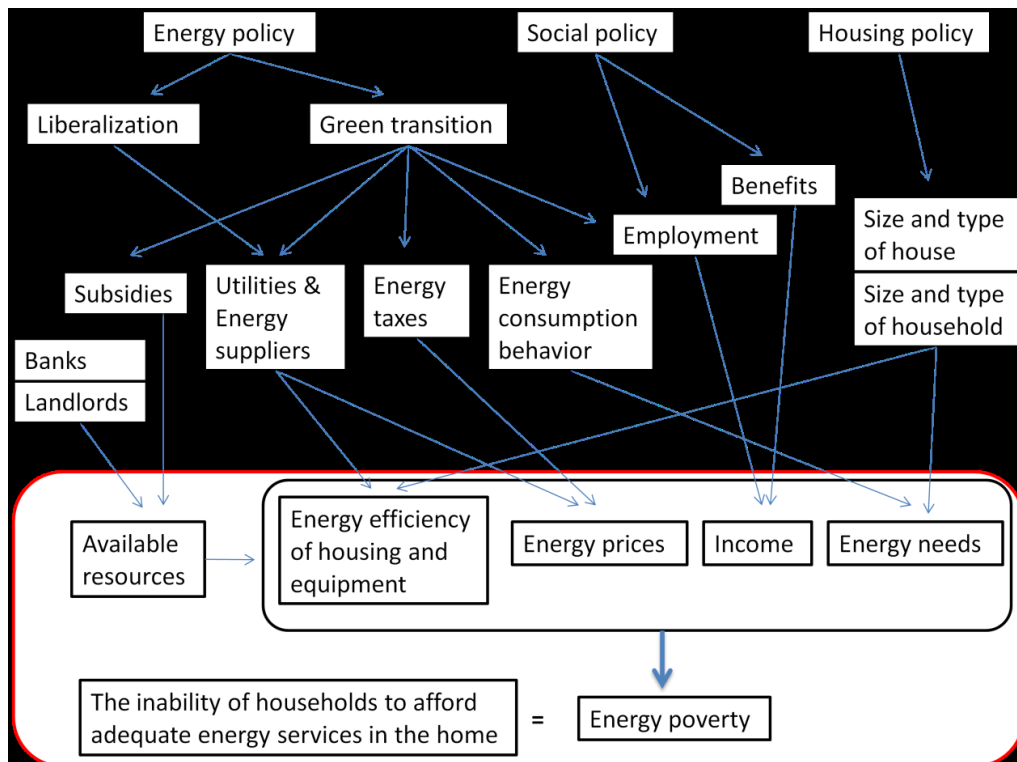 Energy policy
Social policy
Housing policy
Liberalization
Green transition
Benefits
Employment
Size and type
of house
Subsidies
Utilities &
Energy
suppliers
Energy
taxes
Energy
consumption
behavior
Size and type
of household
Banks
Landlords
Available
resources
Energy efficiency
of housing and
equipment
Energy prices
Income
Energy needs
The inability of households to afford
adequate energy services in the home
=
Energy poverty